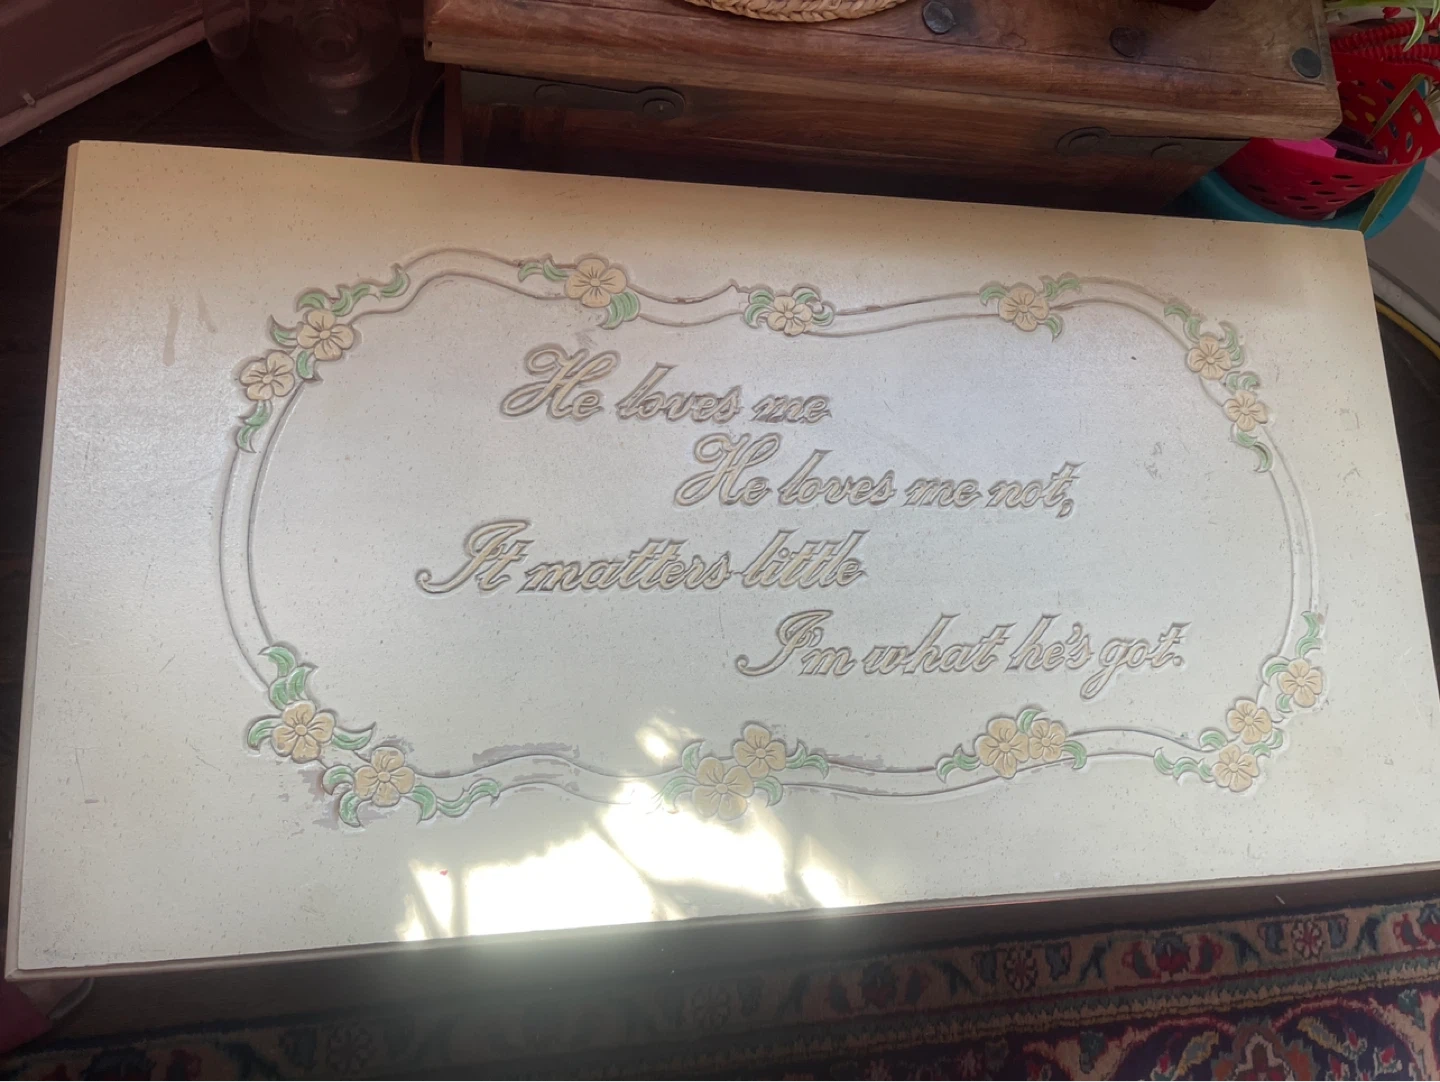 He loves me
He loves me not,
It matters little
I'm what he's got.